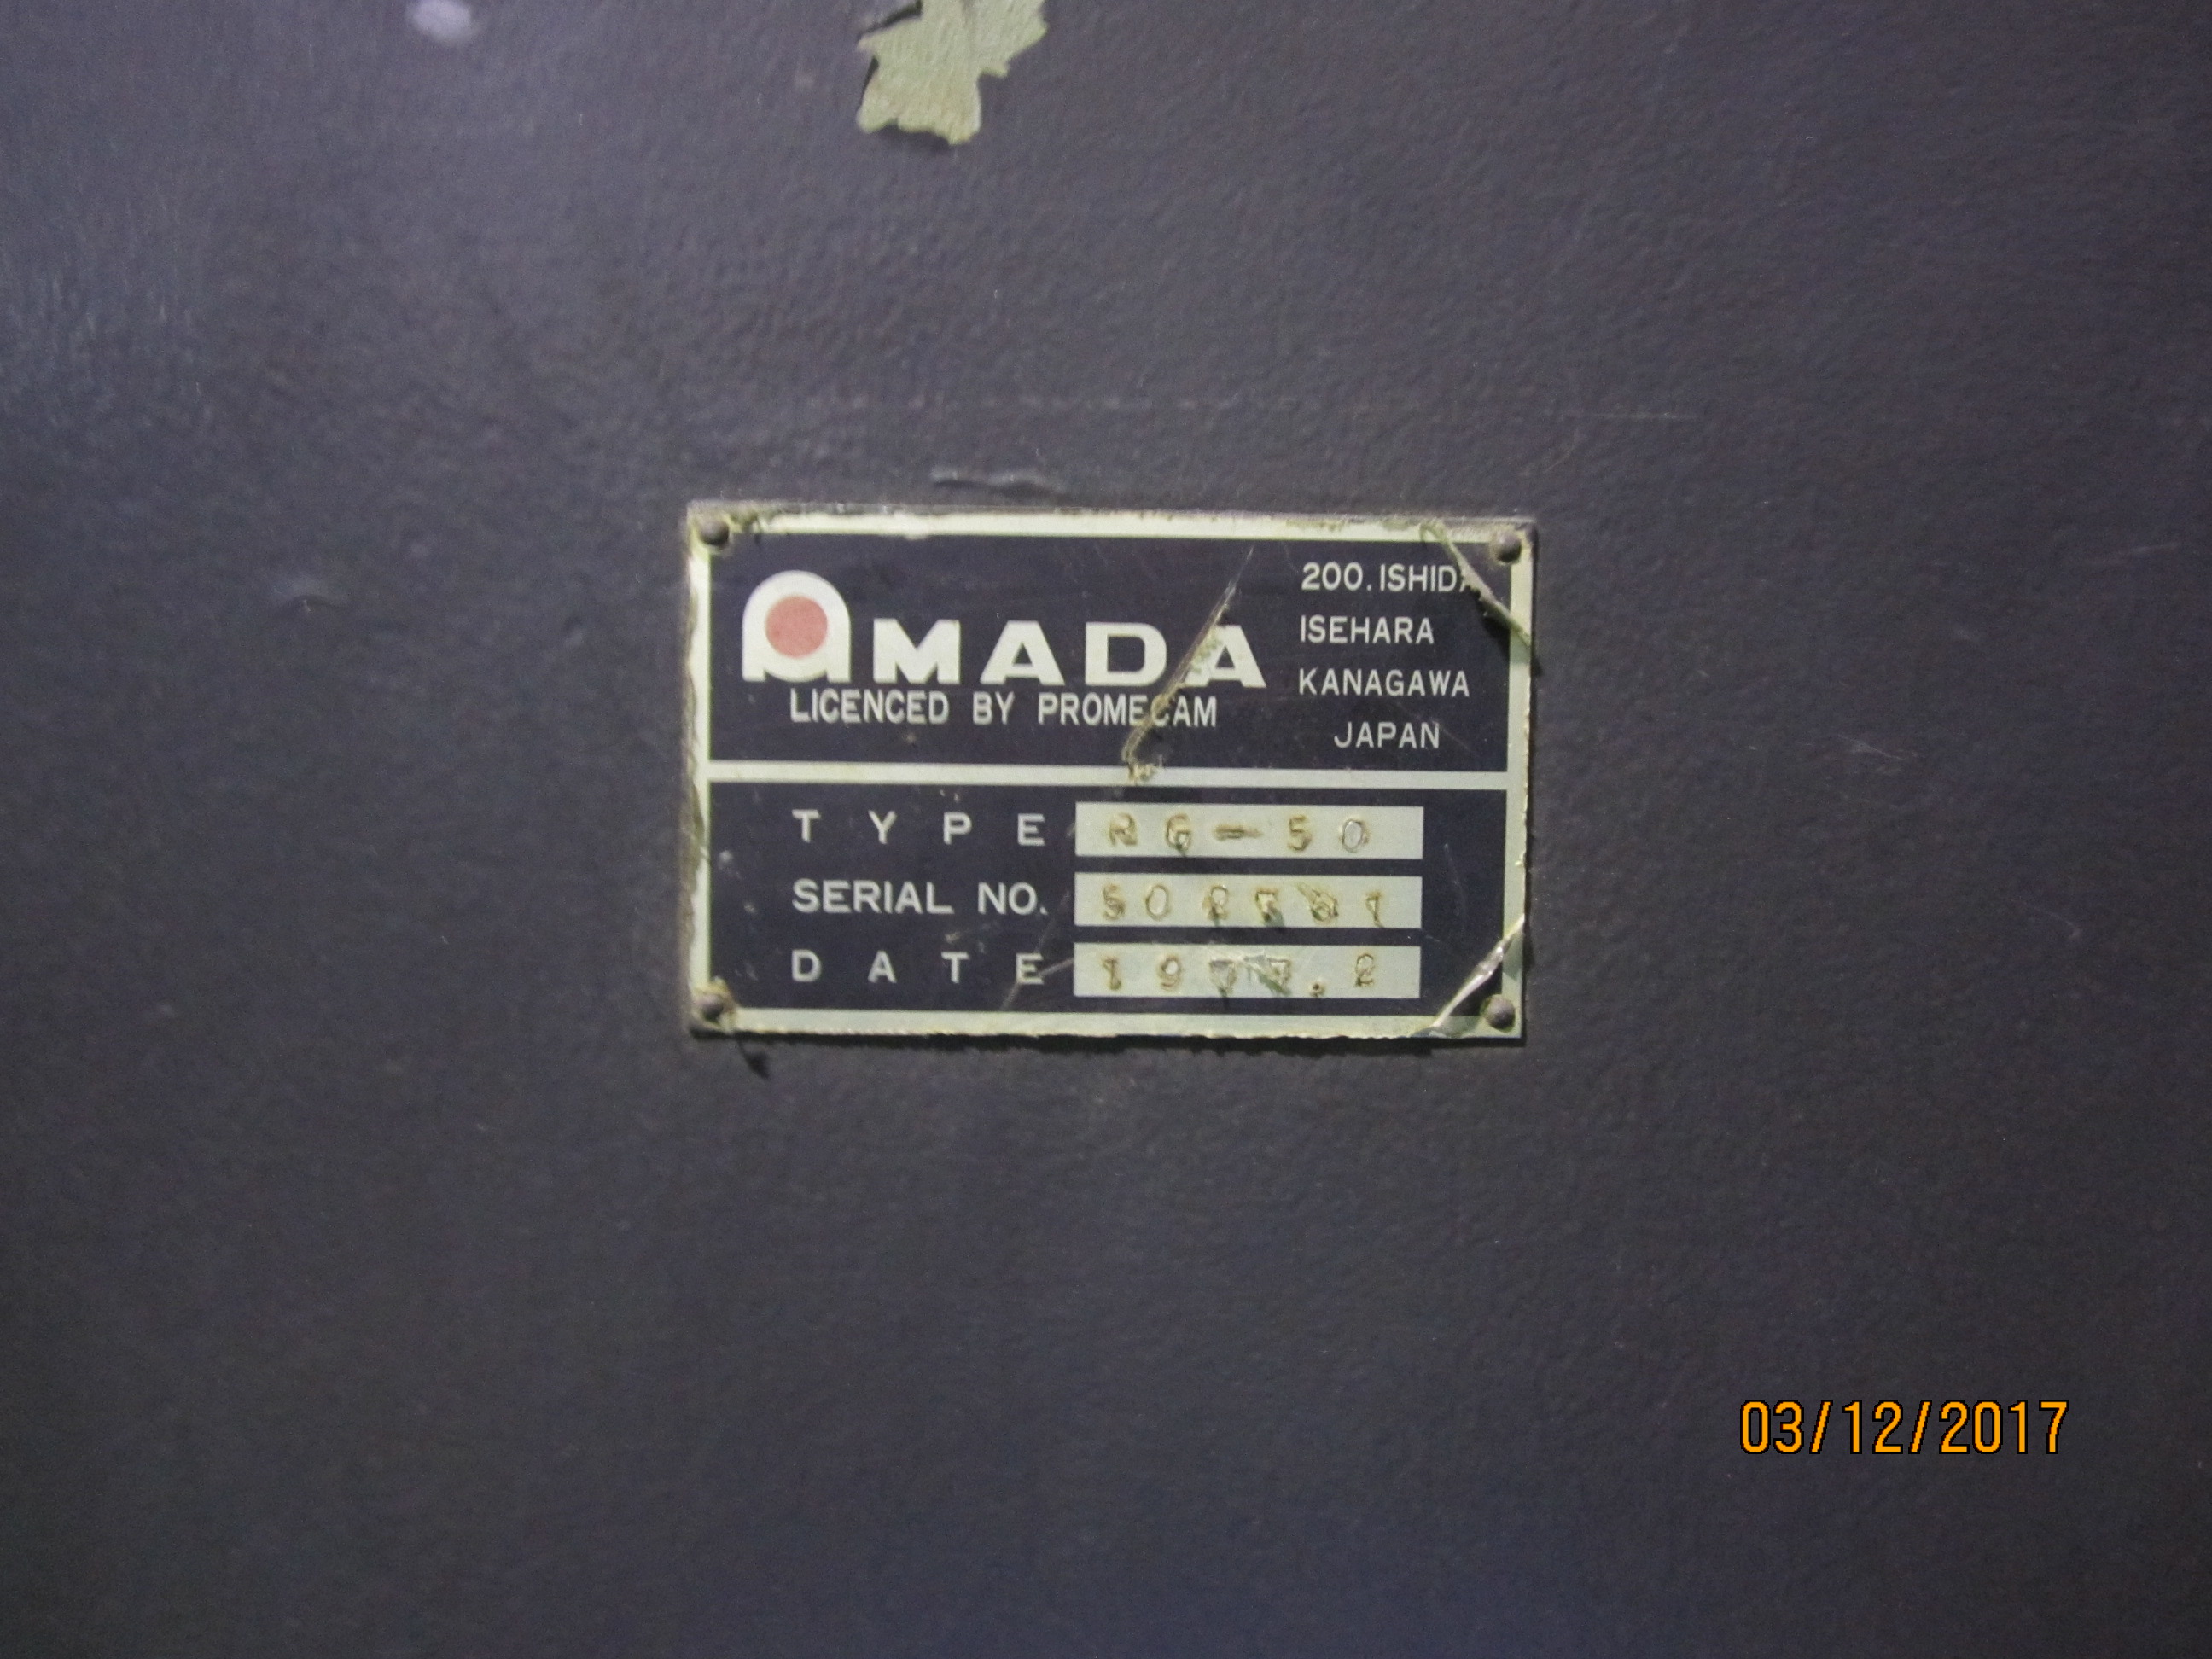 AMADA
LICENCED BY PROMECAM
200. ISHIDA
ISEHARA
KANAGAWA
JAPAN
TYPE RG-50
SERIAL NO.
DATE
03/12/2017